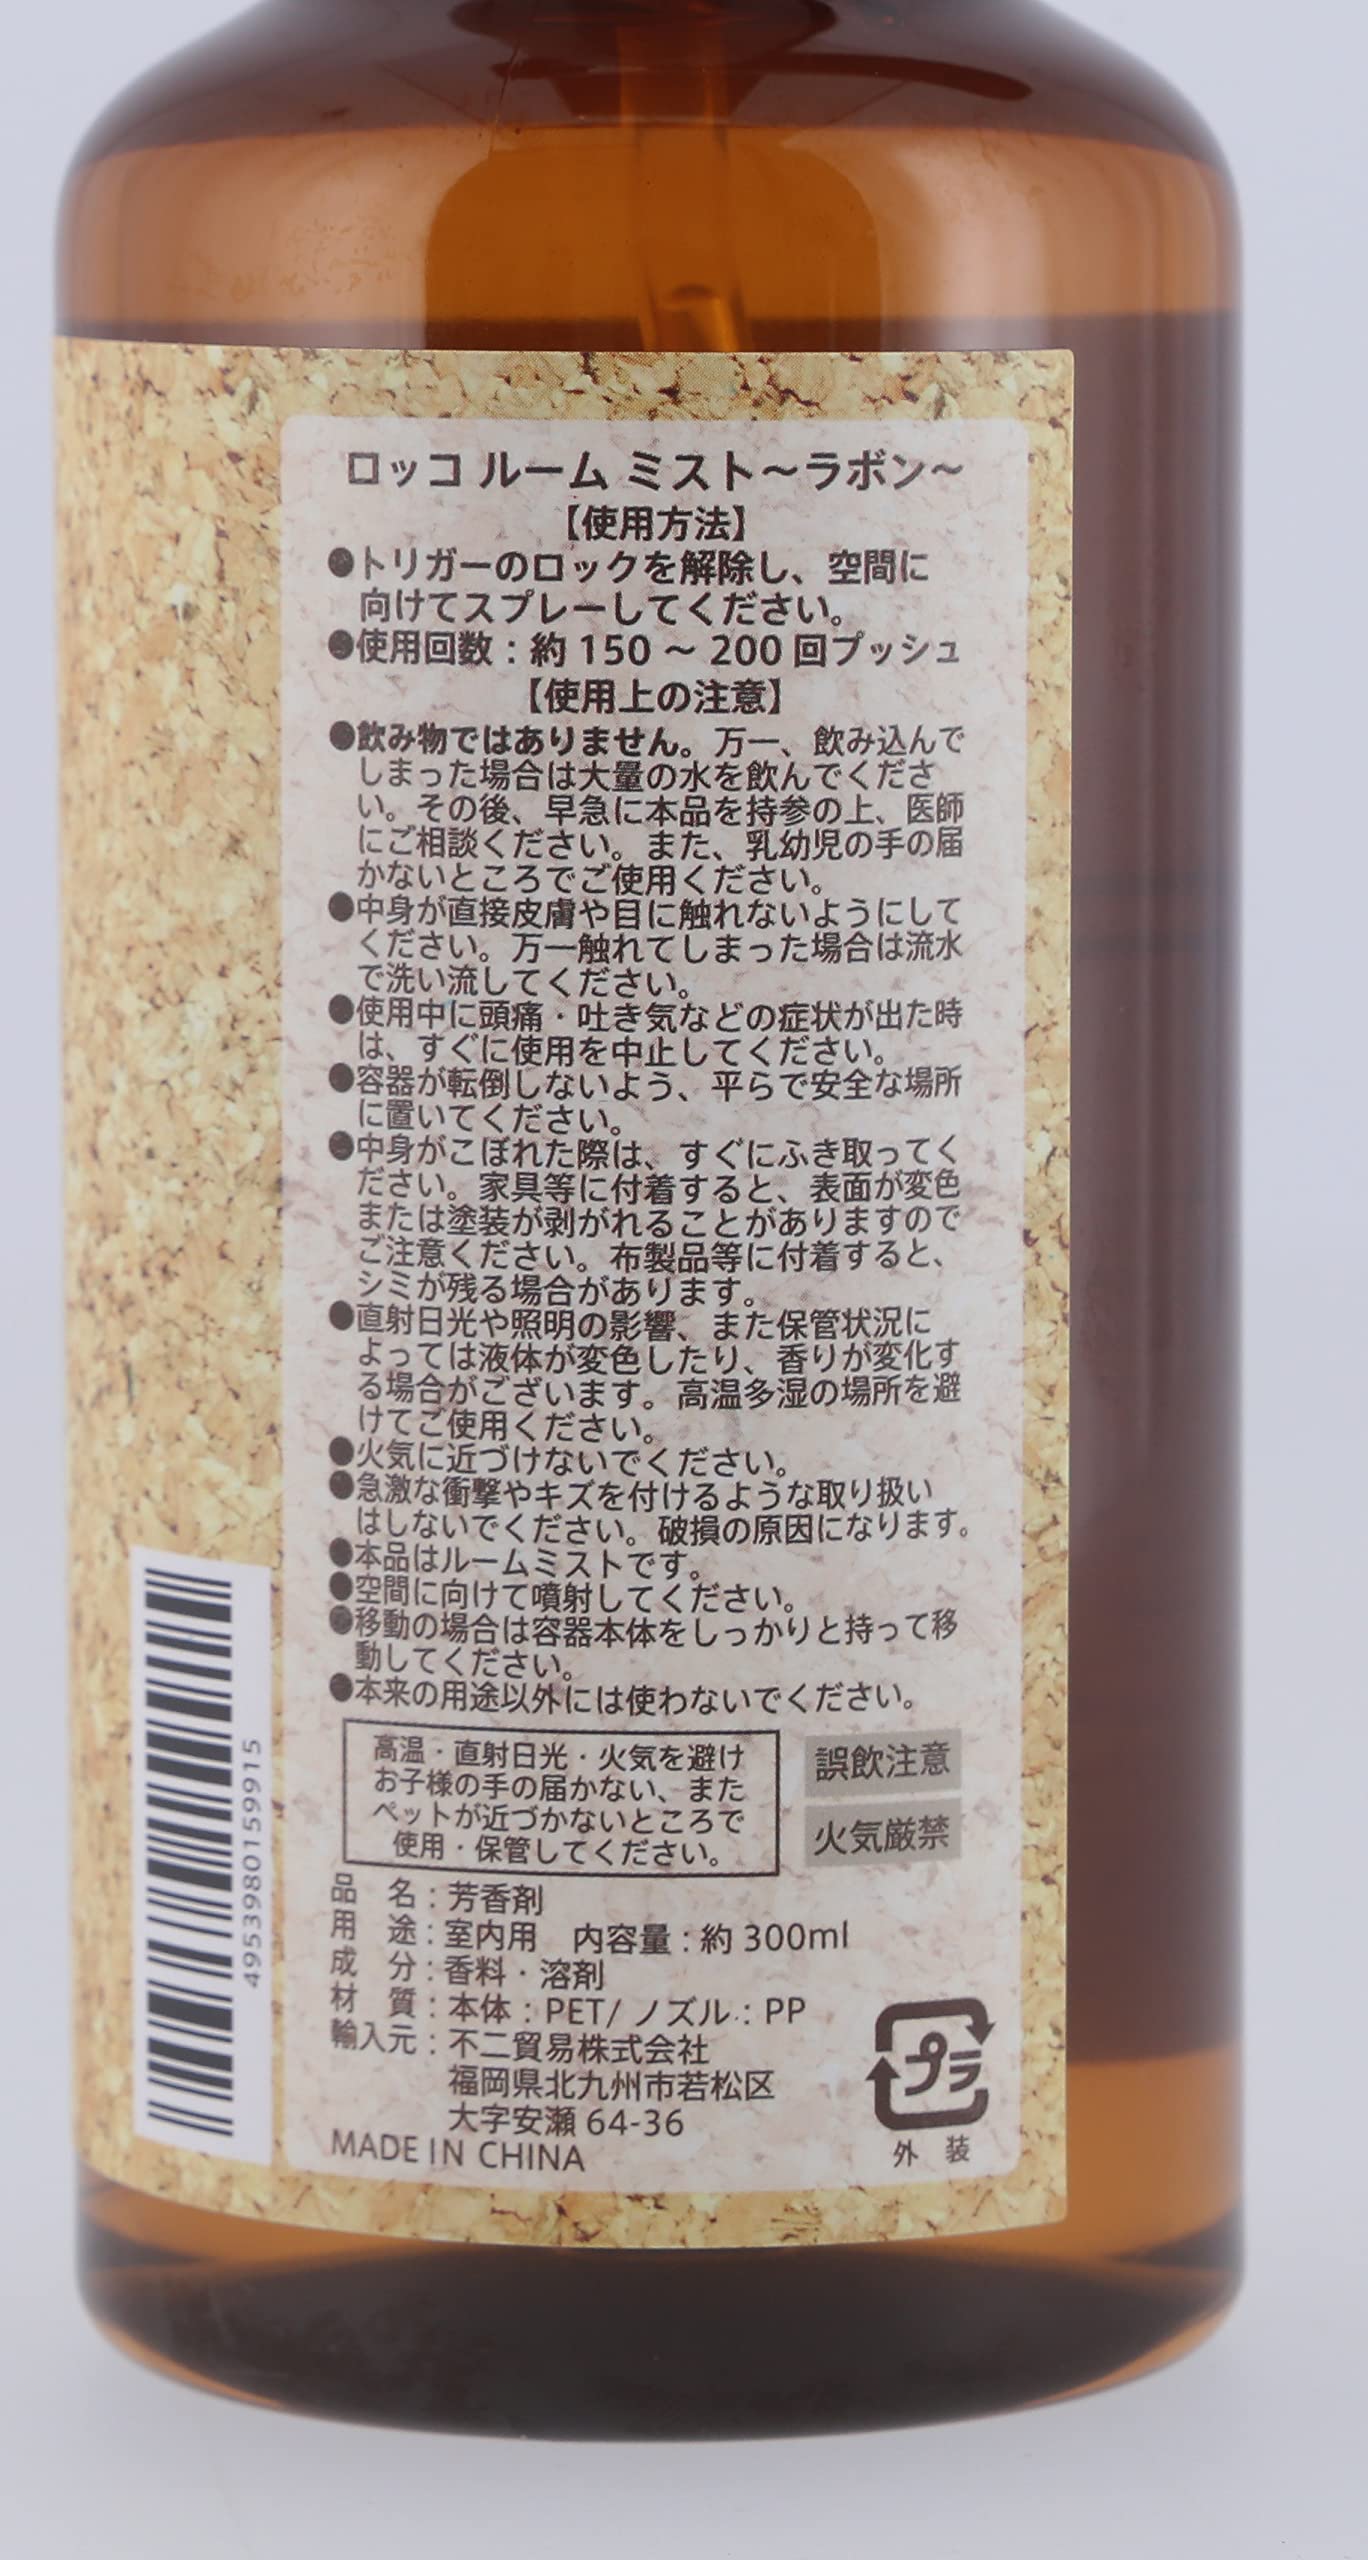 ロッコ ルーム ミスト～ラボン～
【使用方法】
●トリガーのロックを解除し、空間に
向けてスプレーしてください。
●使用回数：約 150 ～ 200 回プッシュ
【使用上の注意】
●飲み物ではありません。万一、飲み込んで
しまった場合は大量の水を飲んでくださ
い。その後、早急に本品を持参の上、医師
にご相談ください。また、乳幼児の手の届
かないところでご使用ください。
●中身が直接皮膚や目に触れないようにして
ください。万一触れてしまった場合は流水
で洗い流してください。
●使用中に頭痛・吐き気などの症状が出た時
は、すぐに使用を中止してください。
●容器が転倒しないよう、平らで安全な場所
に置いてください。
●中身がこぼれた際は、すぐにふき取ってく
ださい。家具等に付着すると、表面が変色
または塗装が剥がれることがありますので
ご注意ください。布製品等に付着すると、
シミが残る場合があります。
●直射日光や照明の影響、また保管状況に
よっては液体が変色したり、香りが変化す
る場合がございます。高温多湿の場所を避
けてご使用ください。
●火気に近づけないでください。
●急激な衝撃やキズを付けるような取り扱い
はしないでください。破損の原因になります。
●本品はルームミストです。
●空間に向けて噴射してください。
●移動の場合は容器本体をしっかりと持って移
動してください。
●本来の用途以外には使わないでください。
高温・直射日光・火気を避け
お子様の手の届かない、また
ペットが近づかないところで
使用・保管してください。
誤飲注意
火気厳禁
品　名：芳香剤
用　途：室内用　内容量：約 300ml
成　分：香料・溶剤
材　質：本体：PET/ ノズル：PP
輸入元：不二貿易株式会社
福岡県北九州市若松区
大字安瀬 64-36
MADE IN CHINA
プラ
外 装
4953980159915